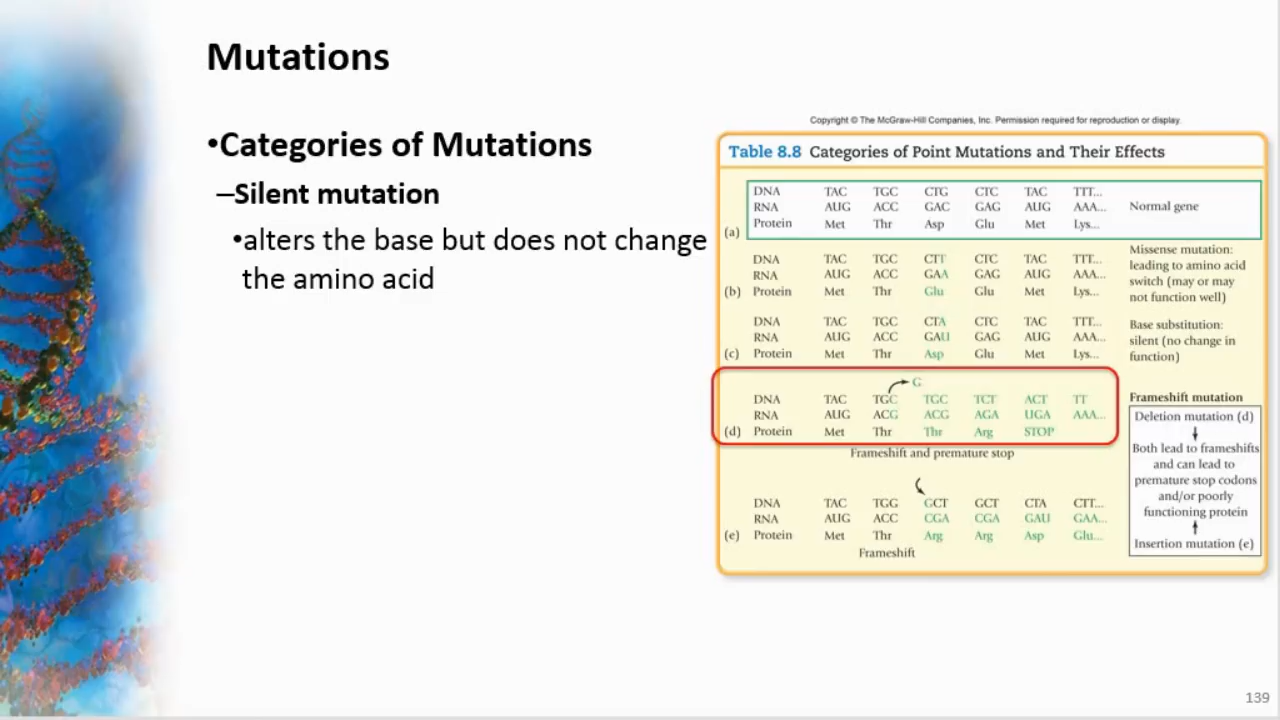 Mutations
•Categories of Mutations
–Silent mutation
•alters the base but does not change
the amino acid
Copyright © The McGraw-Hill Companies, Inc. Permission required for reproduction or display.
Table 8.8 Categories of Point Mutations and Their Effects
DNA TAC TGC CTG CTC TAC TTT...
RNA AUG ACC GAC GAG AUG AAA...
Normal gene
(a) Protein Met Thr Asp Glu Met Lys...
DNA TAC TGC CTT CTC TAC TTT...
RNA AUG ACC GAA GAG AUG AAA...
(b) Protein Met Thr Glu Glu Met Lys...
Missense mutation:
leading to amino acid
switch (may or may
not function well)
DNA TAC TGC CTA CTC TAC TTT...
RNA AUG ACC GAU GAG AUG AAA...
(c) Protein Met Thr Asp Glu Met Lys...
Base substitution:
silent (no change in
function)
G
DNA TAC TGC TGC TCT ACT TT
RNA AUG ACG ACG AGA UGA AAA...
(d) Protein Met Thr Thr Arg STOP
Frameshift and premature stop
DNA TAC TGG GCT GCT CTA CTT...
RNA AUG ACC CGA CGA GAU GAA...
(e) Protein Met Thr Arg Arg Asp Glu...
Frameshift
Frameshift mutation
Deletion mutation (d)
Both lead to frameshifts
and can lead to
premature stop codons
and/or poorly
functioning protein
Insertion mutation (e)
139